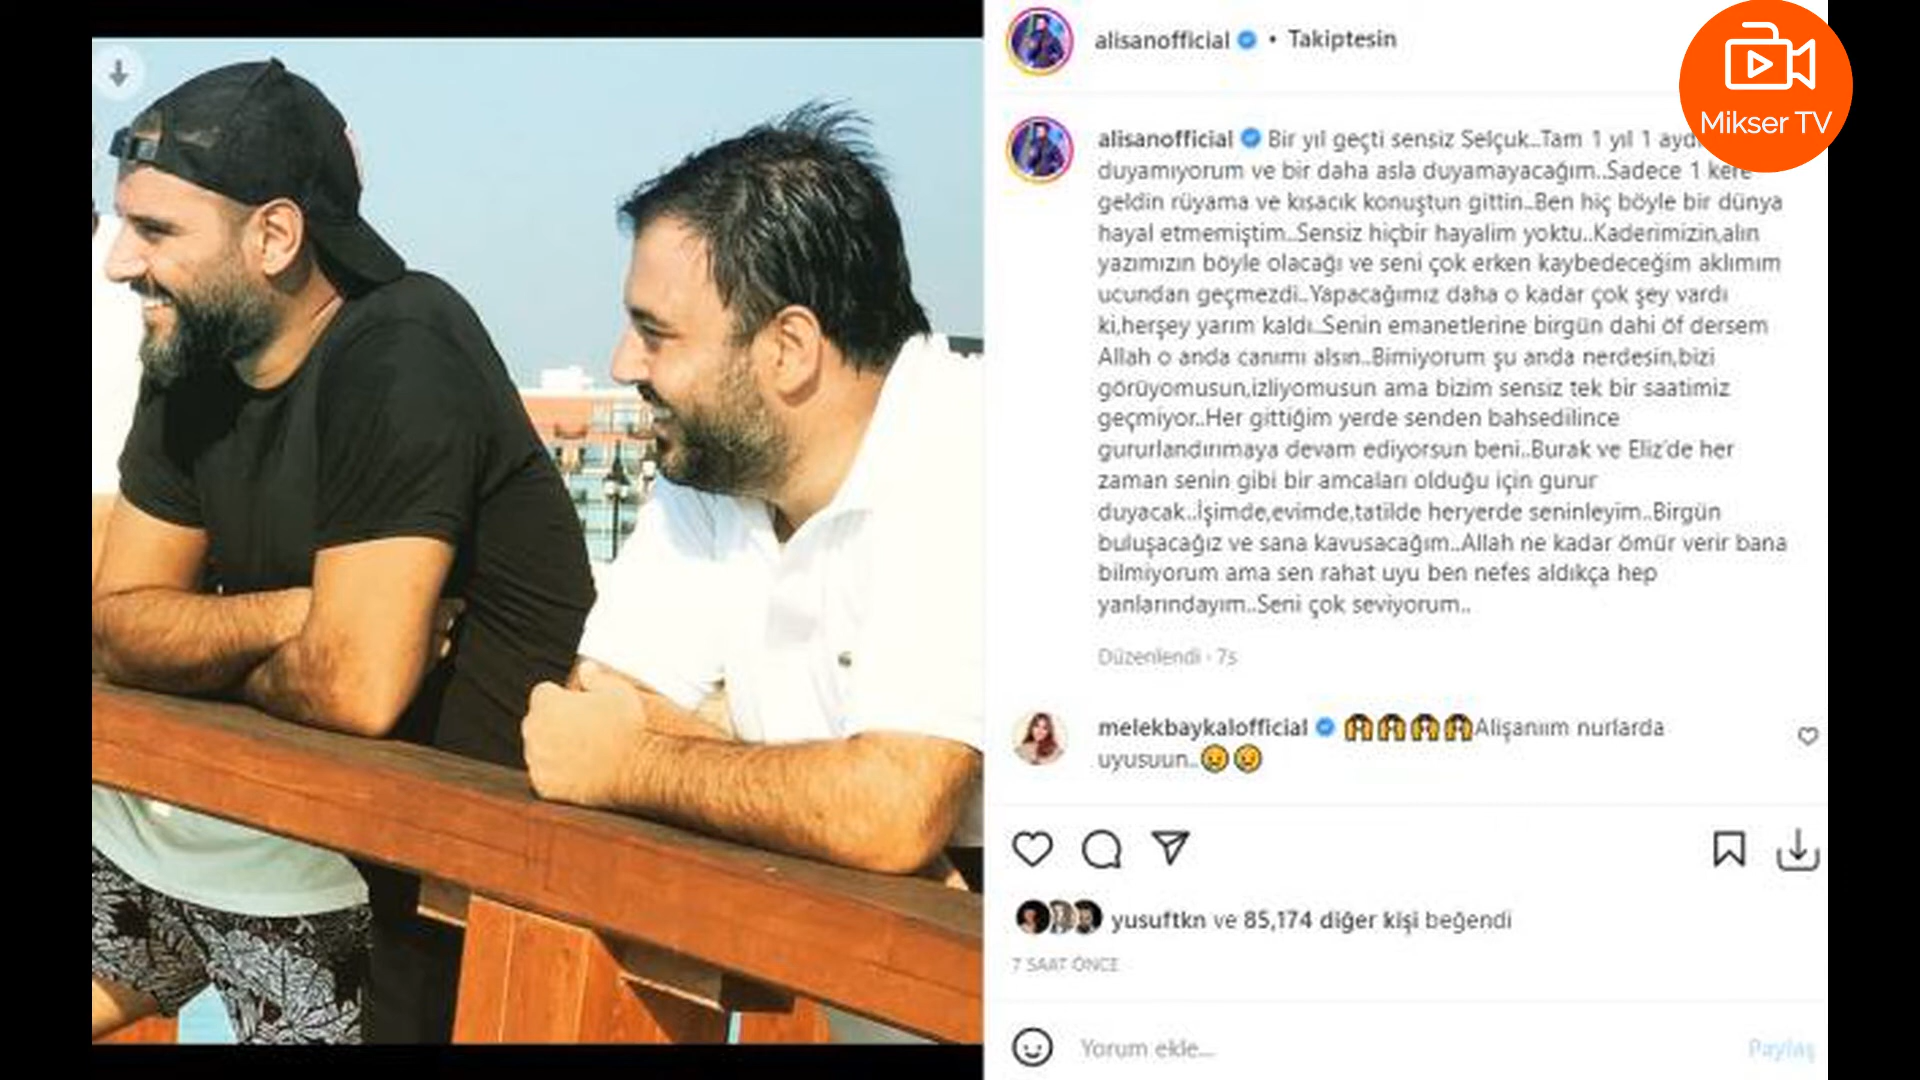 alisanofficial • Takiptesin
Mikser TV
alisanofficial Bir yıl geçti sensiz Selçuk..Tam 1 yıl 1 aydı
duyamıyorum ve bir daha asla duyamayacağım..Sadece 1 kere
geldin rüyama ve kısacık konuştun gittin..Ben hiç böyle bir dünya
hayal etmemiştim..Sensiz hiçbir hayalim yoktu..Kaderimizin,alın
yazımızın böyle olacağı ve seni çok erken kaybedeceğim aklımım
ucundan geçmezdi..Yapacağımız daha o kadar çok şey vardı
ki,herşey yarım kaldı..Senin emanetlerine birgün dahi öf dersem
Allah o anda canımı alsın..Bimiyorum şu anda nerdesin,bizi
görüyomusun,izliyomusun ama bizim sensiz tek bir saatimiz
geçmiyor..Her gittiğim yerde senden bahsedilince
gururlandırımaya devam ediyorsun beni..Burak ve Eliz'de her
zaman senin gibi bir amcaları olduğu için gurur
duyacak..İşimde,evimde,tatilde heryerde seninleyim..Birgün
buluşacağız ve sana kavusacağım..Allah ne kadar ömür verir bana
bilmiyorum ama sen rahat uyu ben nefes aldıkça hep
yanlarındayım..Seni çok seviyorum..
Düzenlendi · 7s
melekbaykalofficial Alişanıım nurlarda
uyusuun..
yusuftkn ve 85,174 diğer kişi beğendi
7 SAAT ÖNCE
Yorum ekle...
Paylaş